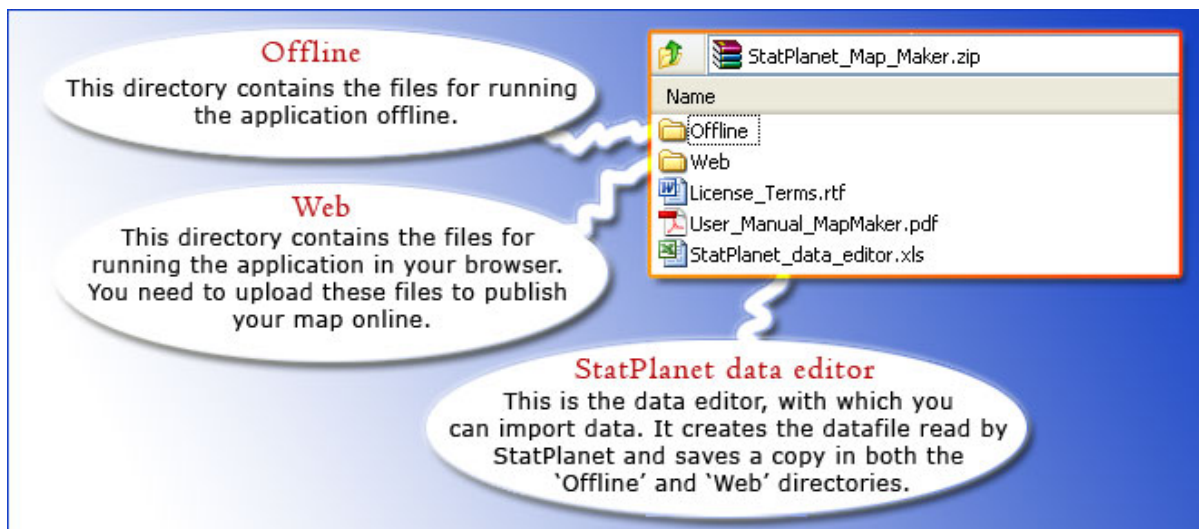 Offline
This directory contains the files for running
the application offline.
Web
This directory contains the files for
running the application in your browser.
You need to upload these files to publish
your map online.
StatPlanet_Map_Maker.zip
Name
Offline
Web
License_Terms.rtf
User_Manual_MapMaker.pdf
StatPlanet_data_editor.xls
StatPlanet data editor
This is the data editor, with which you
can import data. It creates the datafile read by
StatPlanet and saves a copy in both the
‘Offline’ and ‘Web’ directories.